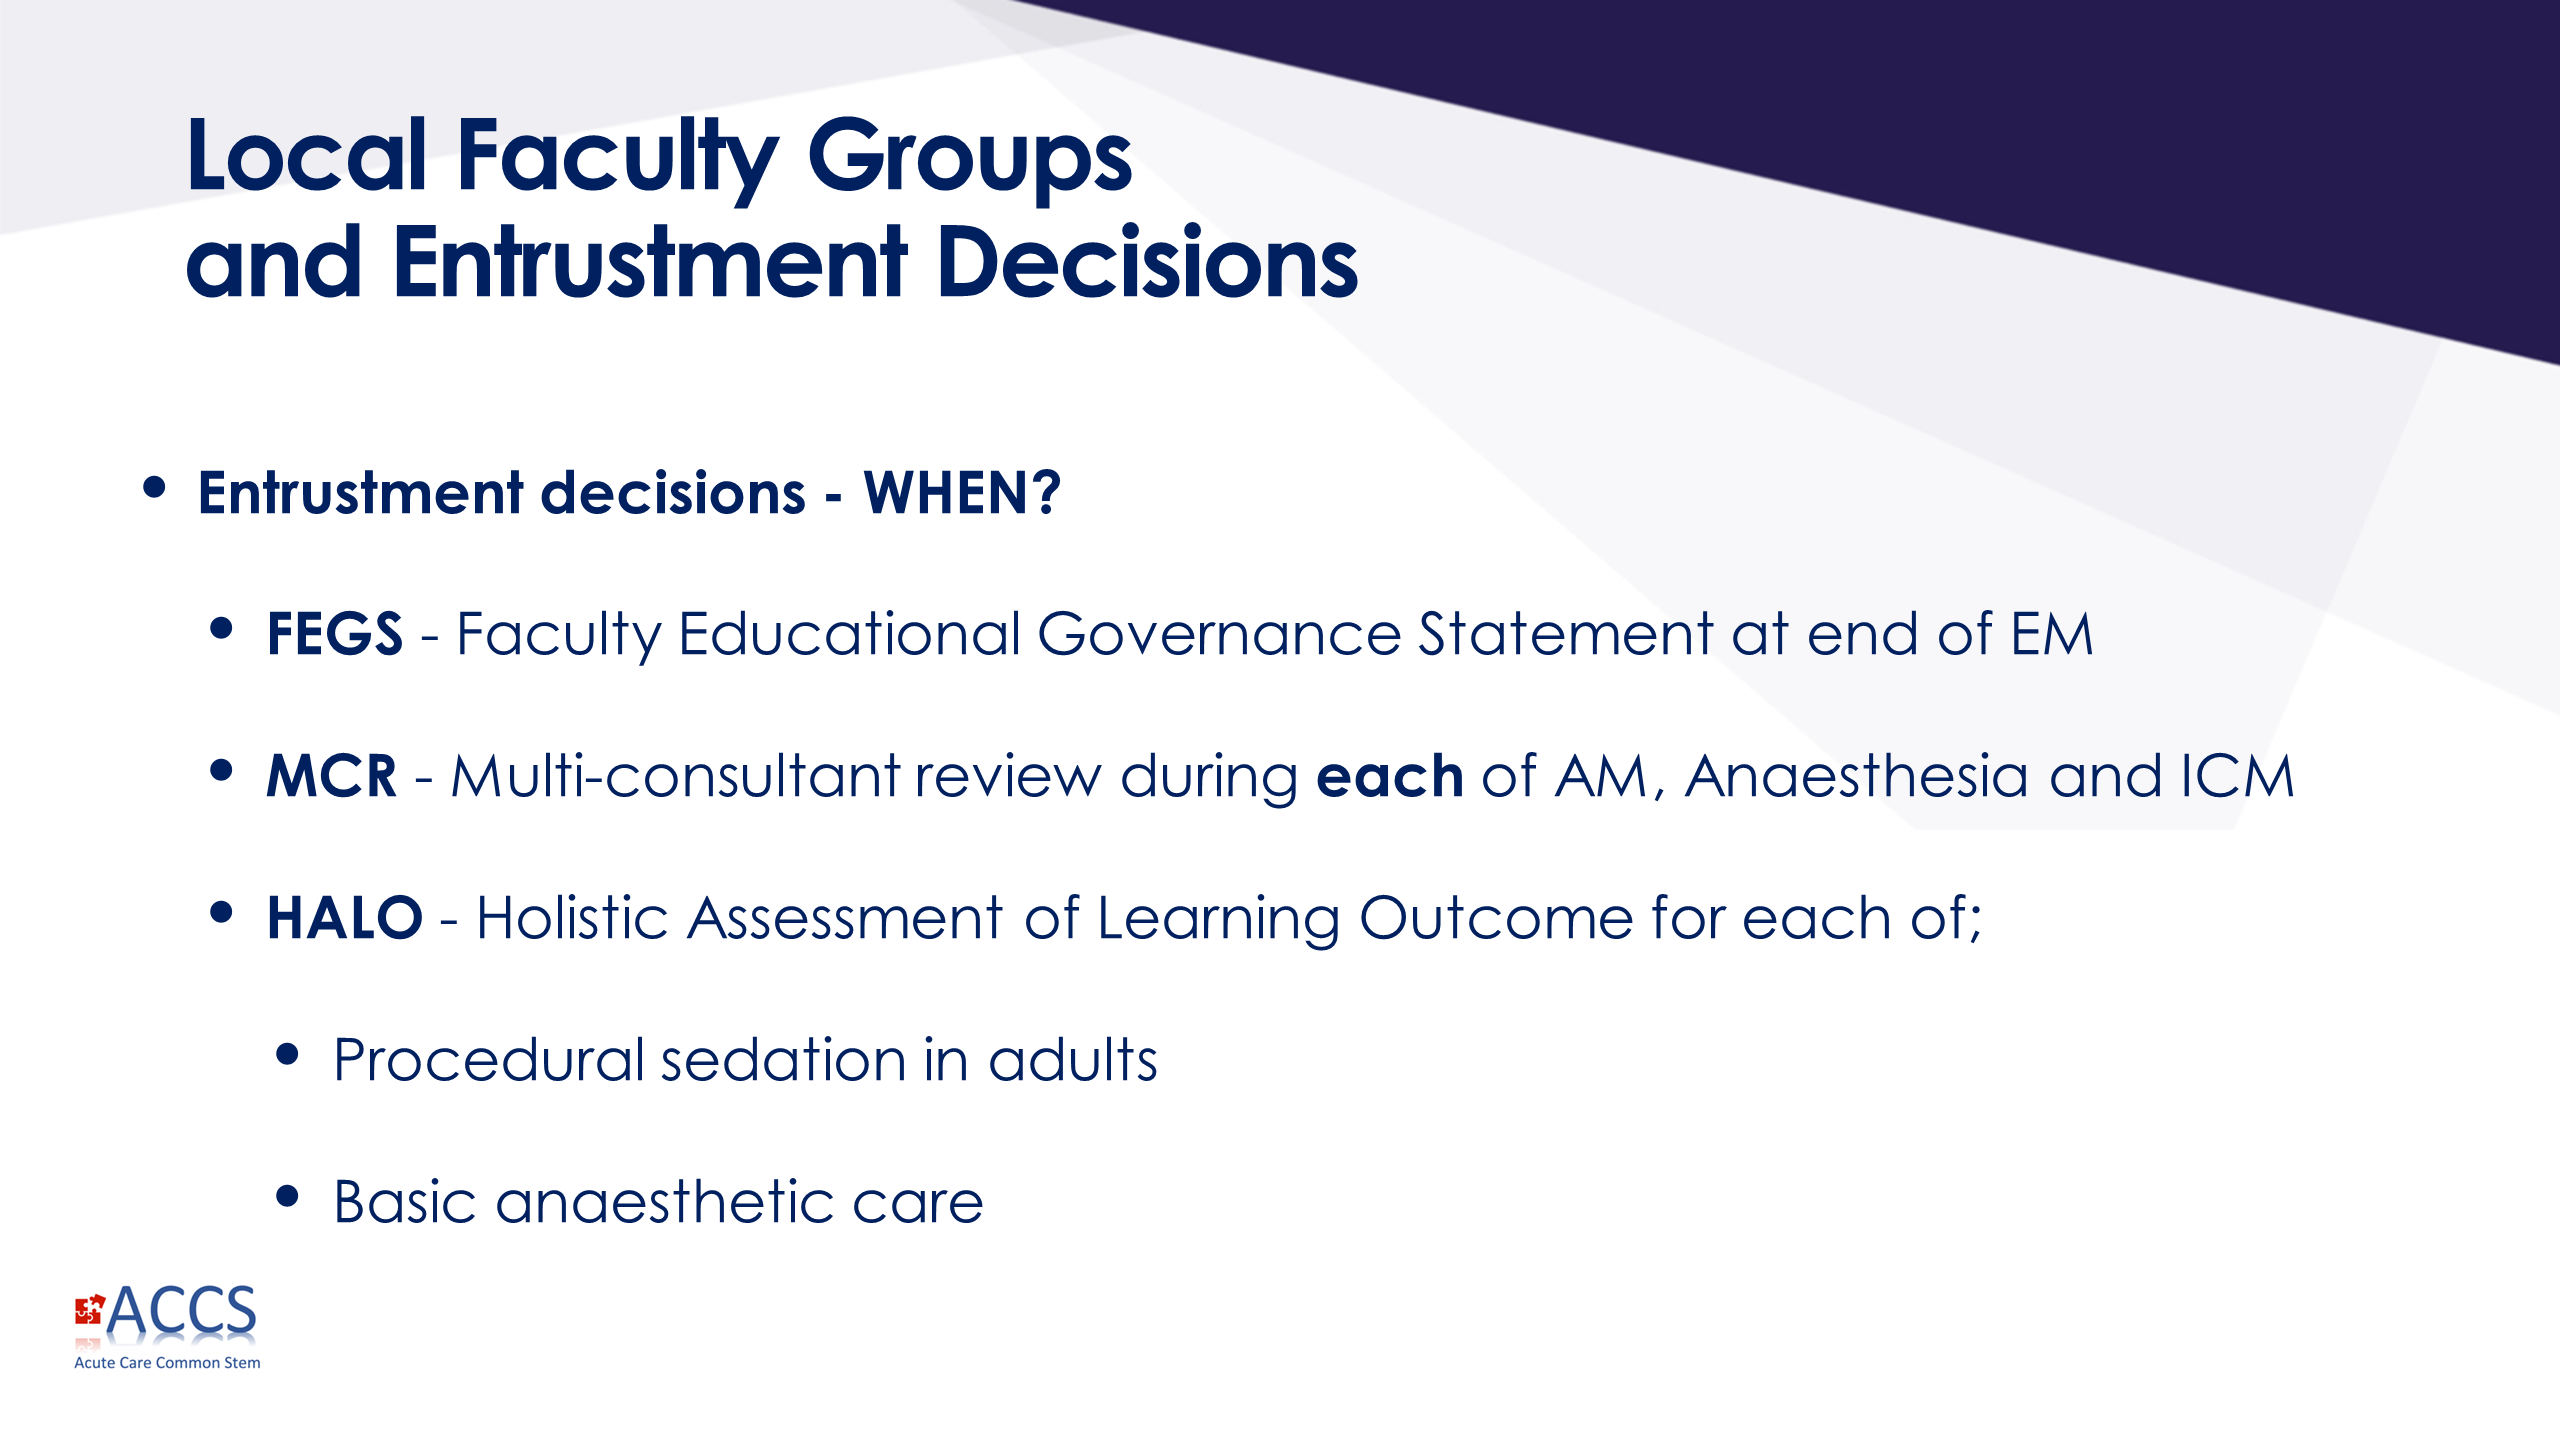 Local Faculty Groups
and Entrustment Decisions
• Entrustment decisions - WHEN?
• FEGS - Faculty Educational Governance Statement at end of EM
• MCR - Multi-consultant review during each of AM, Anaesthesia and ICM
• HALO - Holistic Assessment of Learning Outcome for each of;
• Procedural sedation in adults
• Basic anaesthetic care
ACCS
Acute Care Common Stem